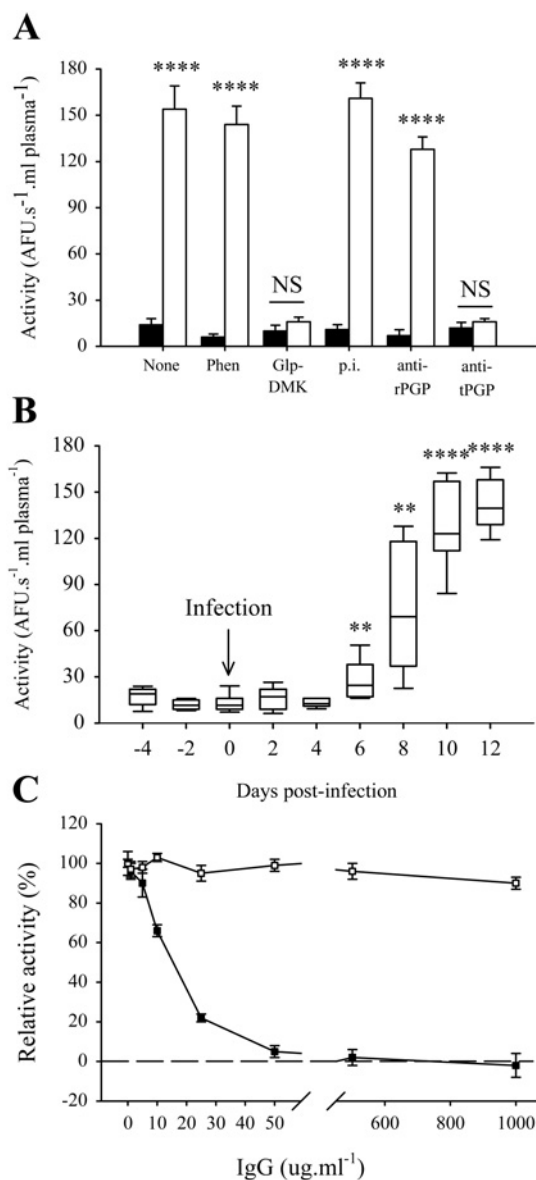 A
Activity (AFU.s⁻¹.ml plasma⁻¹)
180
150
120
90
60
30
0
**** **** NS **** **** NS
None Phen Glp- p.i. anti- anti-
DMK rPGP tPGP
B
Activity (AFU.s⁻¹.ml plasma⁻¹)
180
150
120
90
60
30
0
Infection
** ** **** ****
-4 -2 0 2 4 6 8 10 12
Days post-infection
C
Relative activity (%)
120
100
80
60
40
20
0
-20
0 10 20 30 40 50 600 800 1000
IgG (ug.ml⁻¹)